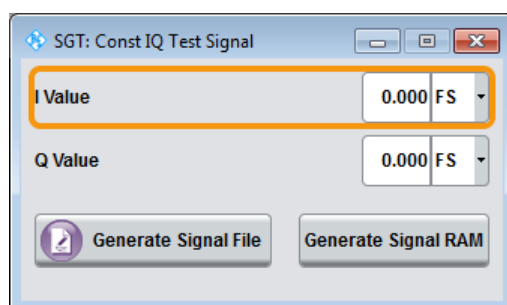 SGT: Const IQ Test Signal
I Value 0.000 FS
Q Value 0.000 FS
Generate Signal File Generate Signal RAM